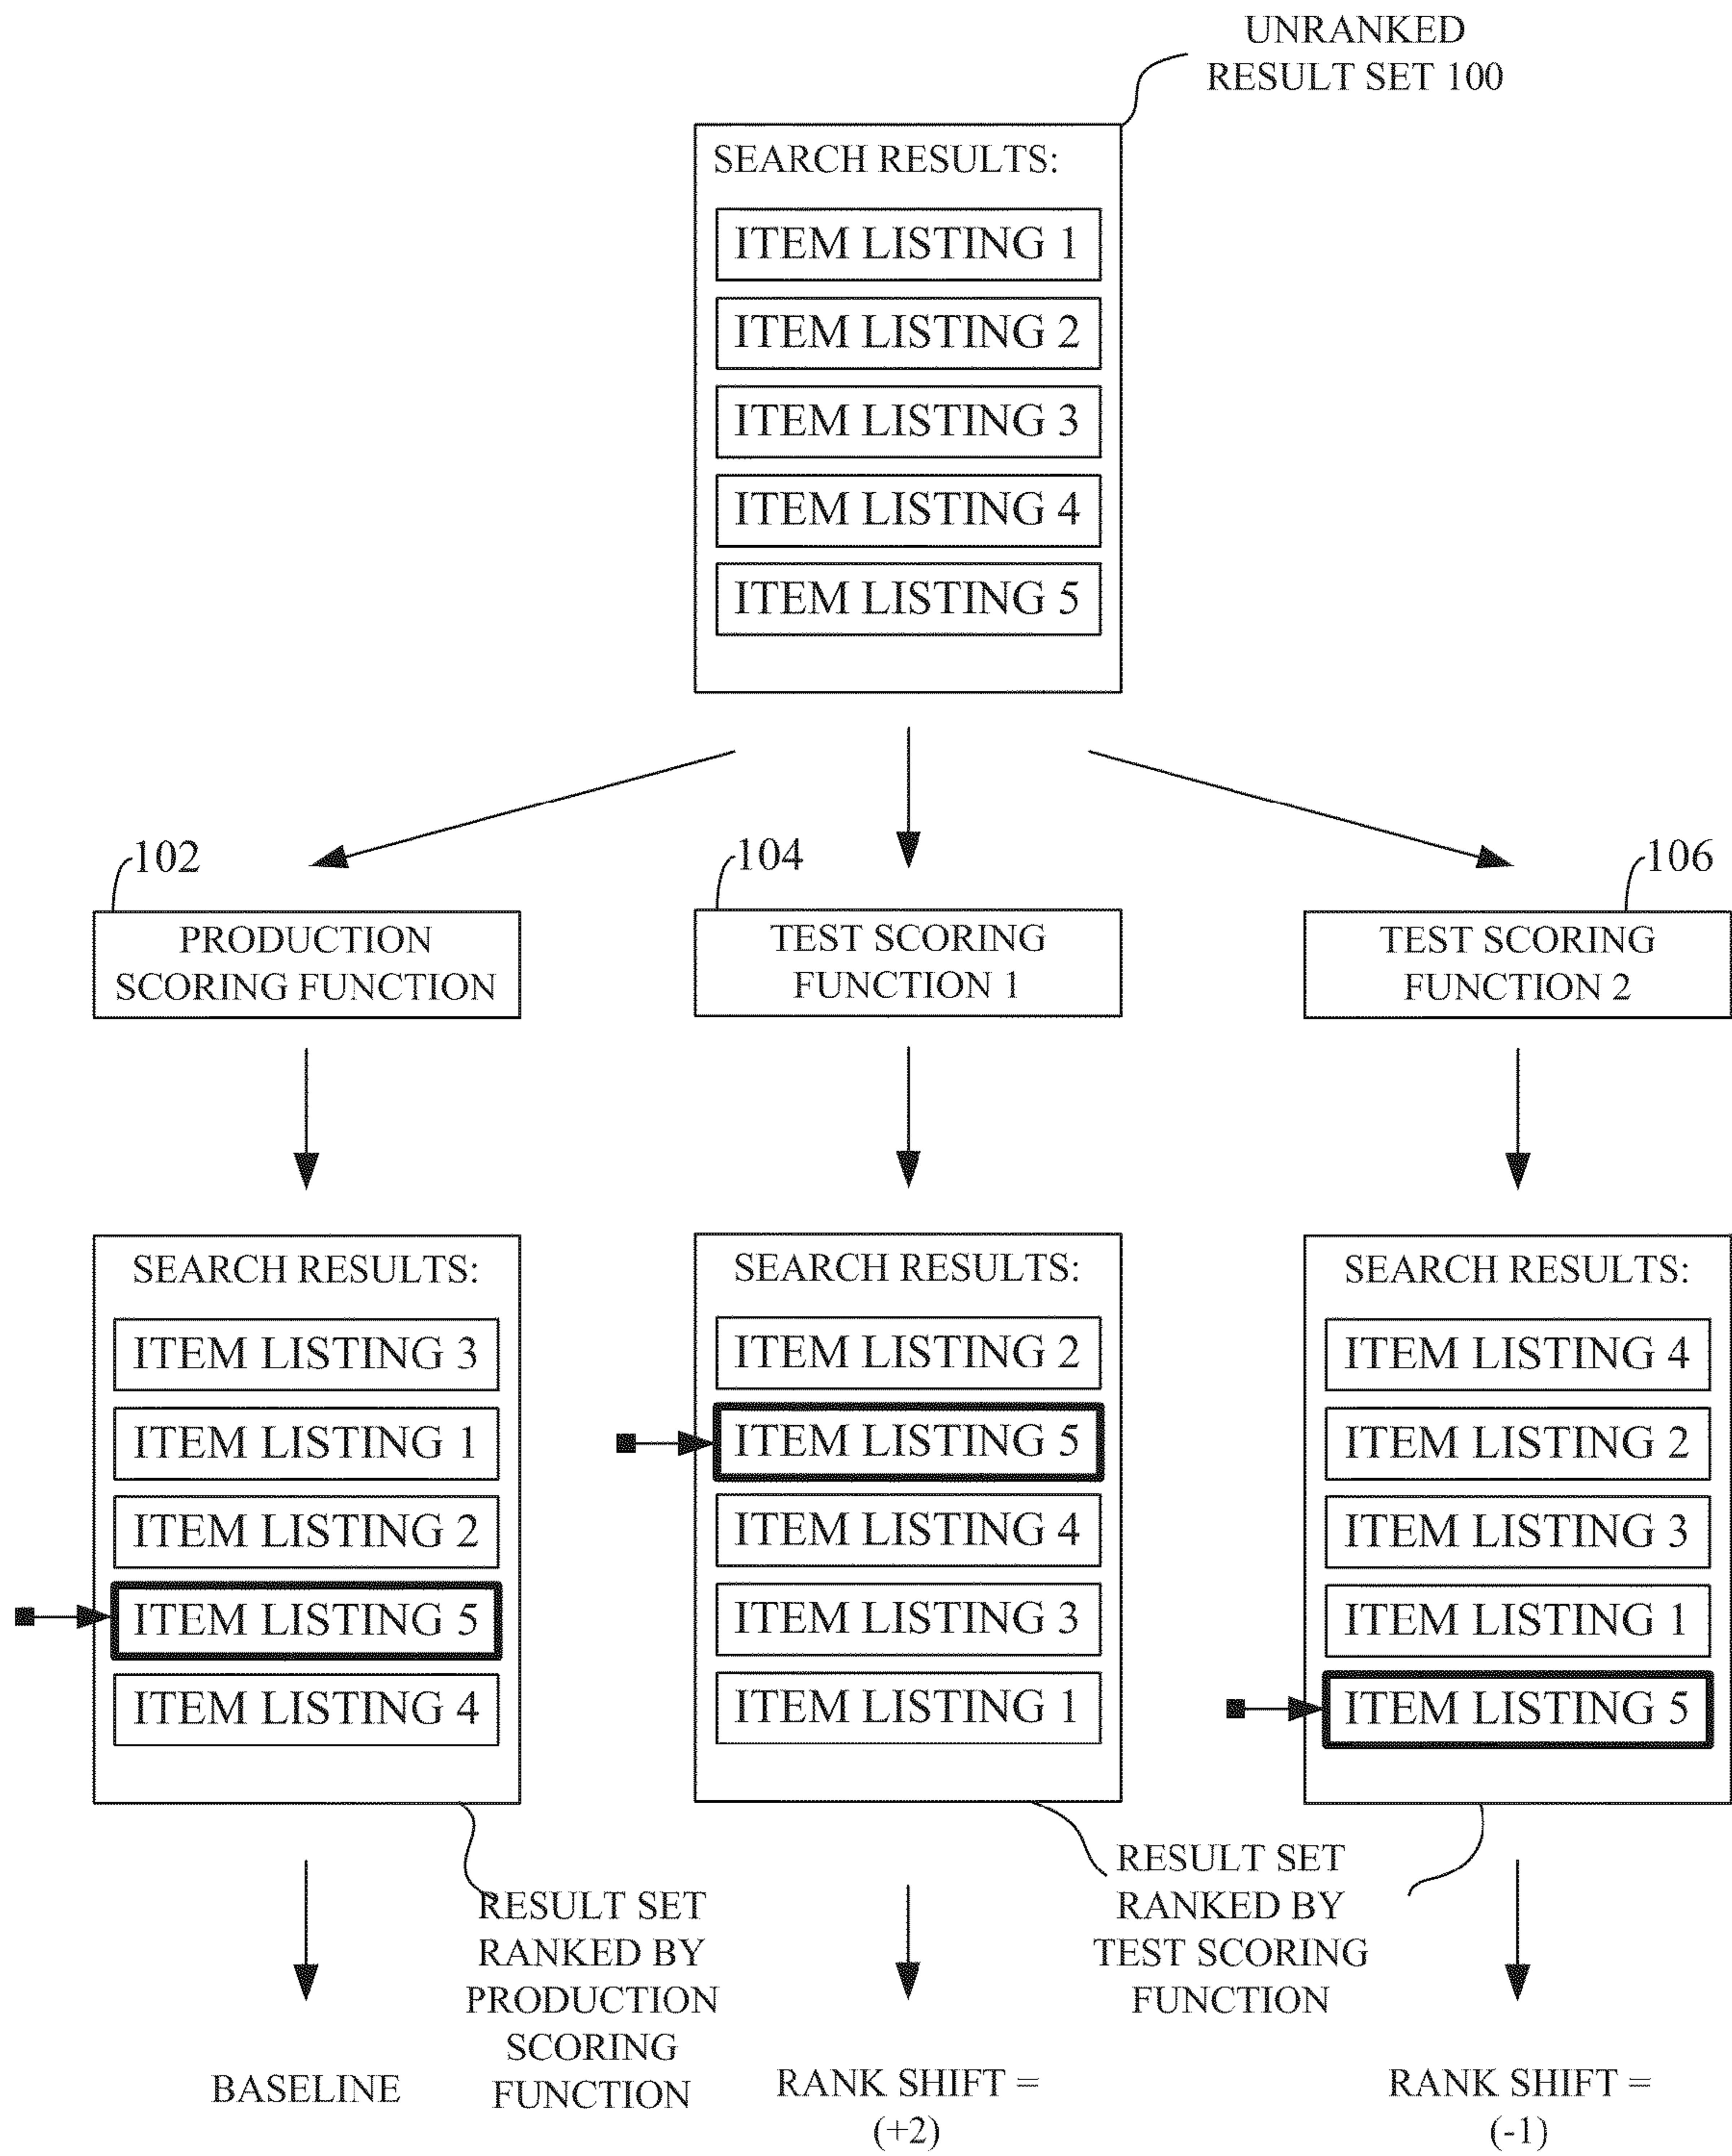 UNRANKED
RESULT SET 100
SEARCH RESULTS:
ITEM LISTING 1
ITEM LISTING 2
ITEM LISTING 3
ITEM LISTING 4
ITEM LISTING 5
102
PRODUCTION
SCORING FUNCTION
104
TEST SCORING
FUNCTION 1
106
TEST SCORING
FUNCTION 2
SEARCH RESULTS:
ITEM LISTING 3
ITEM LISTING 1
ITEM LISTING 2
ITEM LISTING 5
ITEM LISTING 4
SEARCH RESULTS:
ITEM LISTING 2
ITEM LISTING 5
ITEM LISTING 4
ITEM LISTING 3
ITEM LISTING 1
SEARCH RESULTS:
ITEM LISTING 4
ITEM LISTING 2
ITEM LISTING 3
ITEM LISTING 1
ITEM LISTING 5
RESULT SET
RANKED BY
PRODUCTION
SCORING
FUNCTION
RESULT SET
RANKED BY
TEST SCORING
FUNCTION
BASELINE
RANK SHIFT =
(+2)
RANK SHIFT =
(-1)